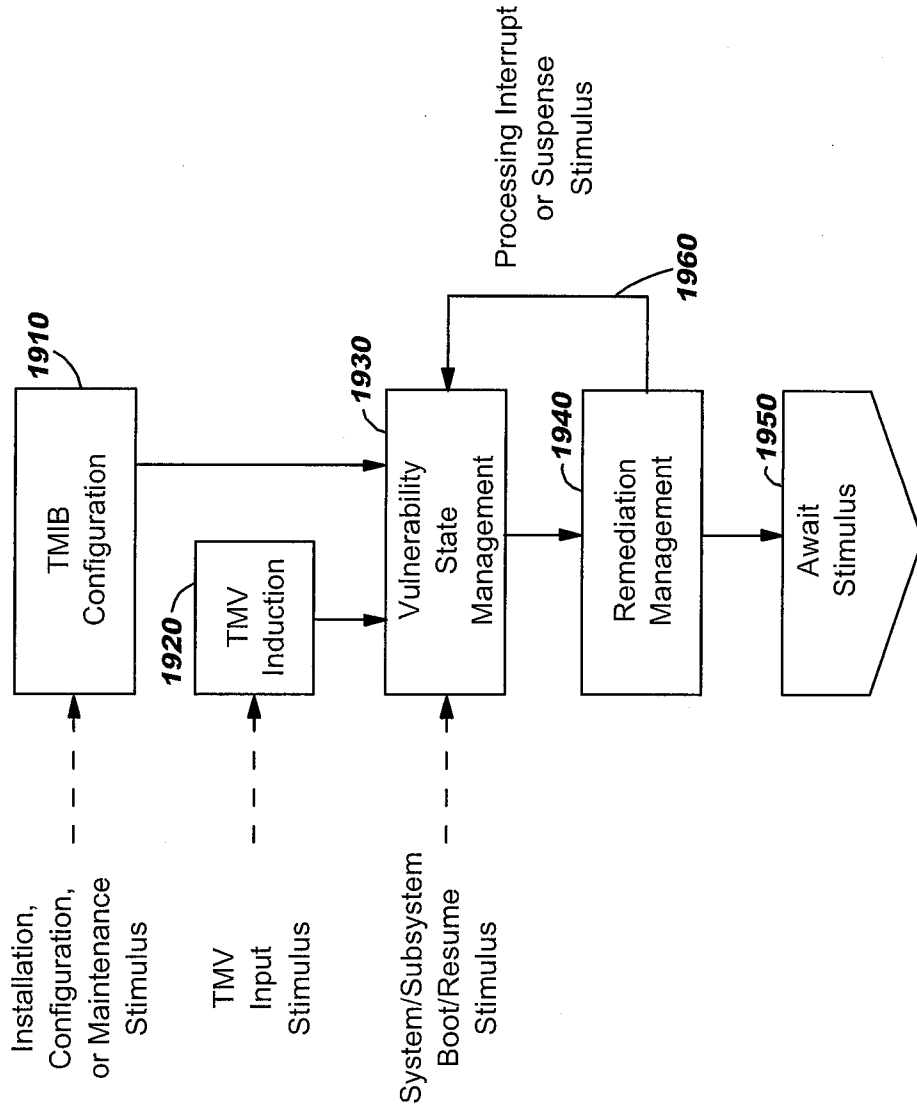 Installation,
Configuration,
or Maintenance
Stimulus
TMIB
Configuration
1910
TMV
Input
Stimulus
1920
TMV
Induction
System/Subsystem
Boot/Resume
Stimulus
Vulnerability
State
Management
1930
Processing Interrupt
or Suspense
Stimulus
1960
1940
Remediation
Management
1950
Await
Stimulus